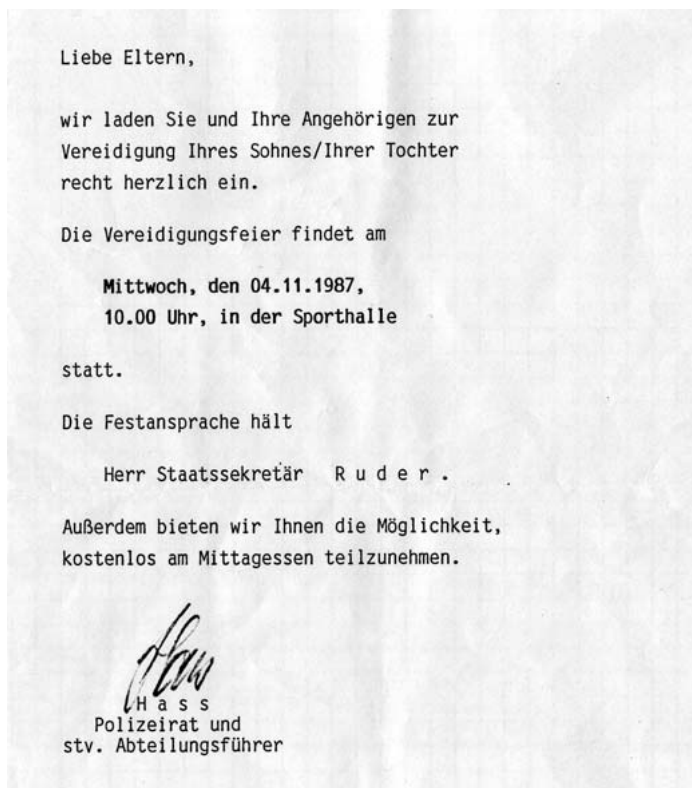 Liebe Eltern,
wir laden Sie und Ihre Angehörigen zur
Vereidigung Ihres Sohnes/Ihrer Tochter
recht herzlich ein.
Die Vereidigungsfeier findet am
Mittwoch, den 04.11.1987,
10.00 Uhr, in der Sporthalle
statt.
Die Festansprache hält
Herr Staatssekretär R u d e r .
Außerdem bieten wir Ihnen die Möglichkeit,
kostenlos am Mittagessen teilzunehmen.
Hass
H a s s
Polizeirat und
stv. Abteilungsführer